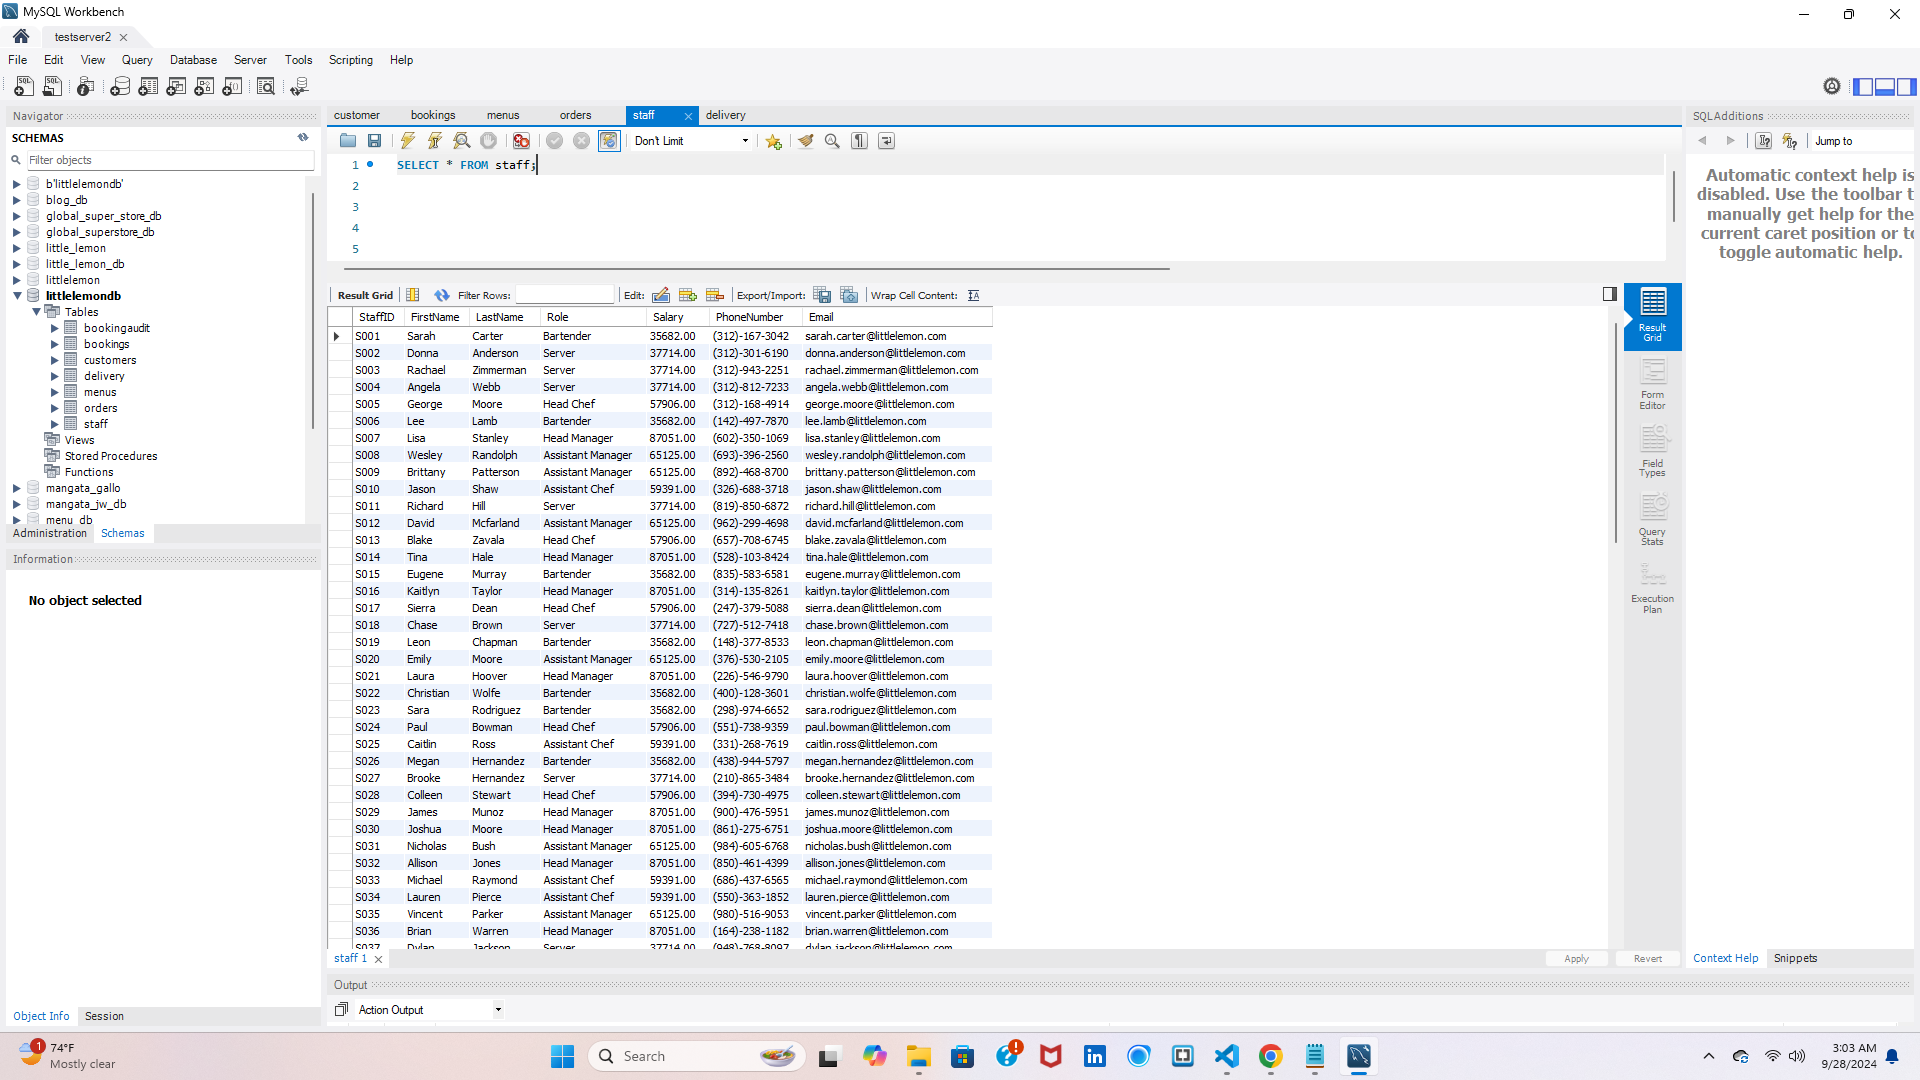 MySQL Workbench
testserver2
File Edit View Query Database Server Tools Scripting Help
Navigator
SCHEMAS
Filter objects
b'littlelemondb'
blog_db
global_super_store_db
global_superstore_db
little_lemon
little_lemon_db
littlelemon
littlelemondb
Tables
bookingaudit
bookings
customers
delivery
menus
orders
staff
Views
Stored Procedures
Functions
mangata_gallo
mangata_jw_db
menu_db
Administration Schemas
Information
No object selected
Object Info Session
customer bookings menus orders staff delivery
Don't Limit
1 SELECT * FROM staff;
2
3
4
5
Result Grid Filter Rows: Edit: Export/Import: Wrap Cell Content:
StaffID FirstName LastName Role Salary PhoneNumber Email
S001 Sarah Carter Bartender 35682.00 (312)-167-3042 sarah.carter@littlelemon.com
S002 Donna Anderson Server 37714.00 (312)-301-6190 donna.anderson@littlelemon.com
S003 Rachael Zimmerman Server 37714.00 (312)-943-2251 rachael.zimmerman@littlelemon.com
S004 Angela Webb Server 37714.00 (312)-812-7233 angela.webb@littlelemon.com
S005 George Moore Head Chef 57906.00 (312)-168-4914 george.moore@littlelemon.com
S006 Lee Lamb Bartender 35682.00 (142)-497-7870 lee.lamb@littlelemon.com
S007 Lisa Stanley Head Manager 87051.00 (602)-350-1069 lisa.stanley@littlelemon.com
S008 Wesley Randolph Assistant Manager 65125.00 (693)-396-2560 wesley.randolph@littlelemon.com
S009 Brittany Patterson Assistant Manager 65125.00 (892)-468-8700 brittany.patterson@littlelemon.com
S010 Jason Shaw Assistant Chef 59391.00 (326)-688-3718 jason.shaw@littlelemon.com
S011 Richard Hill Server 37714.00 (819)-850-6872 richard.hill@littlelemon.com
S012 David Mcfarland Assistant Manager 65125.00 (962)-299-4698 david.mcfarland@littlelemon.com
S013 Blake Zavala Head Chef 57906.00 (657)-708-6745 blake.zavala@littlelemon.com
S014 Tina Hale Head Manager 87051.00 (528)-103-8424 tina.hale@littlelemon.com
S015 Eugene Murray Bartender 35682.00 (835)-583-6581 eugene.murray@littlelemon.com
S016 Kaitlyn Taylor Head Manager 87051.00 (314)-135-8261 kaitlyn.taylor@littlelemon.com
S017 Sierra Dean Head Chef 57906.00 (247)-379-5088 sierra.dean@littlelemon.com
S018 Chase Brown Server 37714.00 (727)-512-7418 chase.brown@littlelemon.com
S019 Leon Chapman Bartender 35682.00 (148)-377-8533 leon.chapman@littlelemon.com
S020 Emily Moore Assistant Manager 65125.00 (376)-530-2105 emily.moore@littlelemon.com
S021 Laura Hoover Head Manager 87051.00 (226)-546-9790 laura.hoover@littlelemon.com
S022 Christian Wolfe Bartender 35682.00 (400)-128-3601 christian.wolfe@littlelemon.com
S023 Sara Rodriguez Bartender 35682.00 (298)-974-6652 sara.rodriguez@littlelemon.com
S024 Paul Bowman Head Chef 57906.00 (551)-738-9359 paul.bowman@littlelemon.com
S025 Caitlin Ross Assistant Chef 59391.00 (331)-268-7619 caitlin.ross@littlelemon.com
S026 Megan Hernandez Bartender 35682.00 (438)-944-5797 megan.hernandez@littlelemon.com
S027 Brooke Hernandez Server 37714.00 (210)-865-3484 brooke.hernandez@littlelemon.com
S028 Colleen Stewart Head Chef 57906.00 (394)-730-4975 colleen.stewart@littlelemon.com
S029 James Munoz Head Manager 87051.00 (900)-476-5951 james.munoz@littlelemon.com
S030 Joshua Moore Head Manager 87051.00 (861)-275-6751 joshua.moore@littlelemon.com
S031 Nicholas Bush Assistant Manager 65125.00 (984)-605-6768 nicholas.bush@littlelemon.com
S032 Allison Jones Head Manager 87051.00 (850)-461-4399 allison.jones@littlelemon.com
S033 Michael Raymond Assistant Chef 59391.00 (686)-437-6565 michael.raymond@littlelemon.com
S034 Lauren Pierce Assistant Chef 59391.00 (550)-363-1852 lauren.pierce@littlelemon.com
S035 Vincent Parker Assistant Manager 65125.00 (980)-516-9053 vincent.parker@littlelemon.com
S036 Brian Warren Head Manager 87051.00 (164)-238-1182 brian.warren@littlelemon.com
S037 Dylan Jackson Server 37714.00 (948)-768-8097 dylan.jackson@littlelemon.com
staff 1
Apply Revert
Output
Action Output
Result Grid
Form Editor
Field Types
Query Stats
Execution Plan
SQLAdditions
Jump to
Automatic context help is
disabled. Use the toolbar t
manually get help for the
current caret position or to
toggle automatic help.
Context Help Snippets
1
74°F
Mostly clear
Search
3:03 AM
9/28/2024